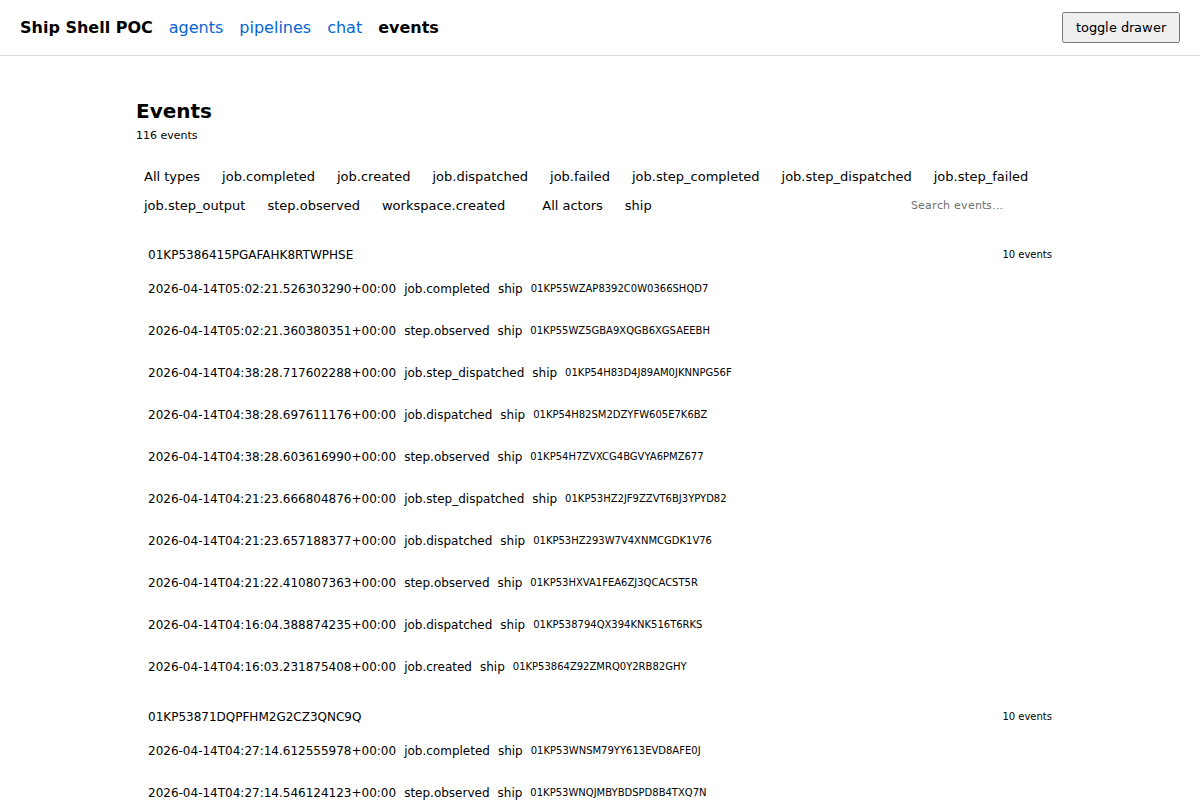 Ship Shell POC agents pipelines chat events toggle drawer
Events
116 events
All types job.completed job.created job.dispatched job.failed job.step_completed job.step_dispatched job.step_failed
job.step_output step.observed workspace.created All actors ship Search events...
01KP5386415PGAFAHK8RTWPHSE 10 events
2026-04-14T05:02:21.526303290+00:00 job.completed ship 01KP55WZAP8392C0W0366SHQD7
2026-04-14T05:02:21.360380351+00:00 step.observed ship 01KP55WZ5GBA9XQGB6XGSAEEBH
2026-04-14T04:38:28.717602288+00:00 job.step_dispatched ship 01KP54H83D4J89AM0JKNNPG56F
2026-04-14T04:38:28.697611176+00:00 job.dispatched ship 01KP54H82SM2DZYFW605E7K6BZ
2026-04-14T04:38:28.603616990+00:00 step.observed ship 01KP54H7ZVXCG4BGVYA6PMZ677
2026-04-14T04:21:23.666804876+00:00 job.step_dispatched ship 01KP53HZ2JF9ZZVT6BJ3YPYD82
2026-04-14T04:21:23.657188377+00:00 job.dispatched ship 01KP53HZ293W7V4XNMCGDK1V76
2026-04-14T04:21:22.410807363+00:00 step.observed ship 01KP53HXVA1FEA6ZJ3QCACST5R
2026-04-14T04:16:04.388874235+00:00 job.dispatched ship 01KP538794QX394KNK516T6RKS
2026-04-14T04:16:03.231875408+00:00 job.created ship 01KP53864Z92ZMRQ0Y2RB82GHY
01KP53871DQPFHM2G2CZ3QNC9Q 10 events
2026-04-14T04:27:14.612555978+00:00 job.completed ship 01KP53WNSM79YY613EVD8AFE0J
2026-04-14T04:27:14.546124123+00:00 step.observed ship 01KP53WNQJMBYBDSPD8B4TXQ7N